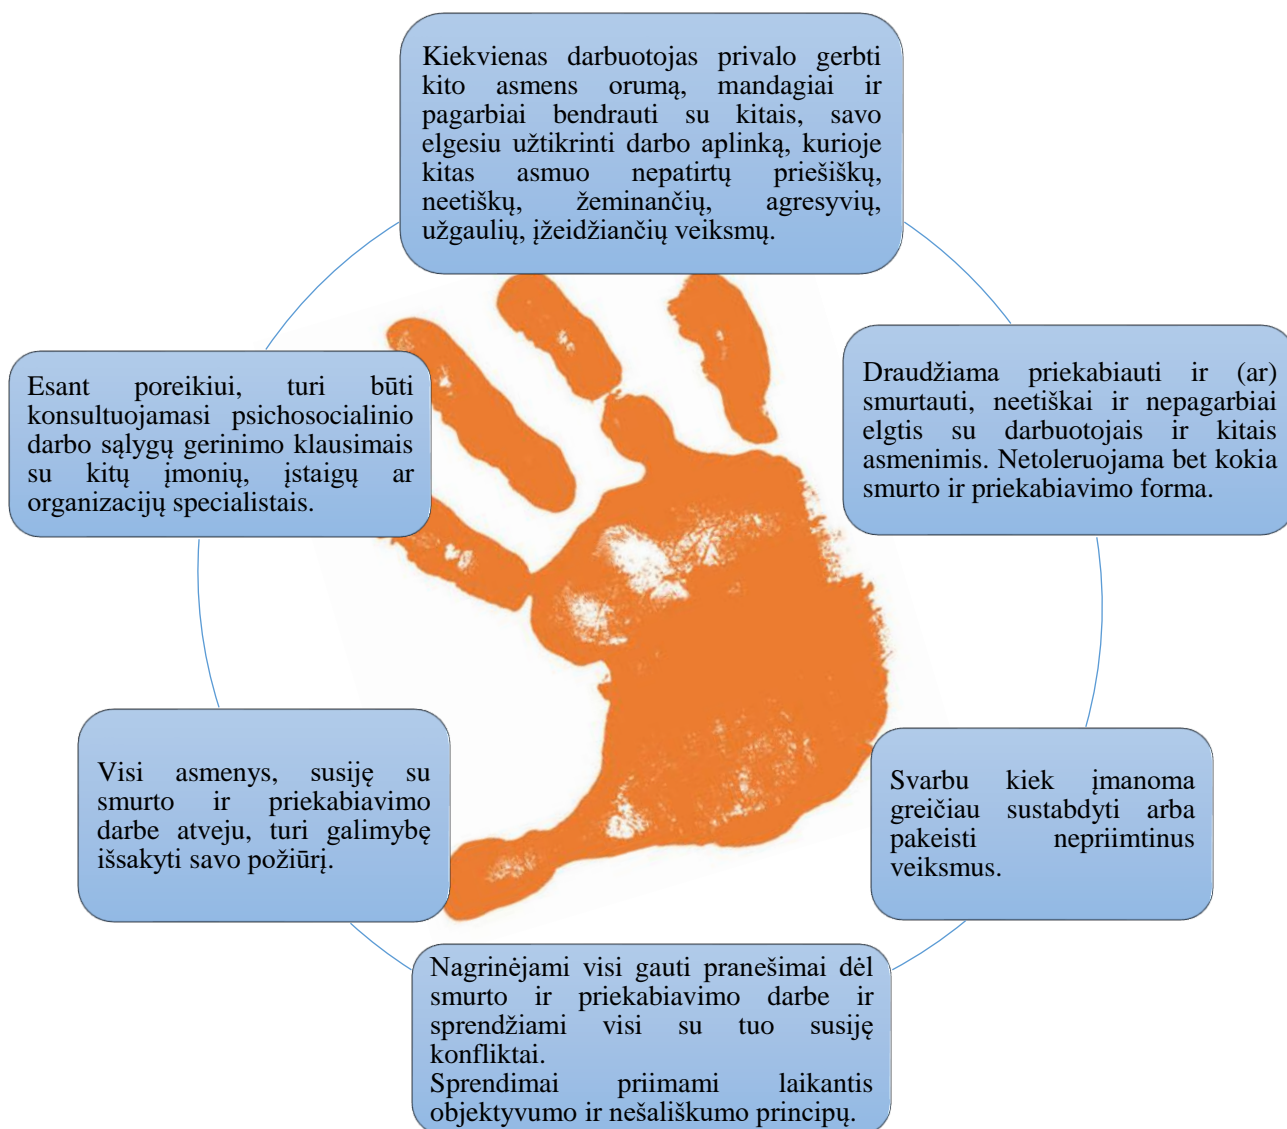 Kiekvienas darbuotojas privalo gerbti
kito asmens orumą, mandagiai ir
pagarbiai bendrauti su kitais, savo
elgesiu užtikrinti darbo aplinką, kurioje
kitas asmuo nepatirtų priešiškų,
neetiškų, žeminančių, agresyvių,
užgaulių, įžeidžiančių veiksmų.
Draudžiama priekabiauti ir (ar)
smurtauti, neetiškai ir nepagarbiai
elgtis su darbuotojais ir kitais
asmenimis. Netoleruojama bet kokia
smurto ir priekabiavimo forma.
Svarbu kiek įmanoma
greičiau sustabdyti arba
pakeisti nepriimtinus
veiksmus.
Nagrinėjami visi gauti pranešimai dėl
smurto ir priekabiavimo darbe ir
sprendžiami visi su tuo susiję
konfliktai.
Sprendimai priimami laikantis
objektyvumo ir nešališkumo principų.
Visi asmenys, susiję su
smurto ir priekabiavimo
darbe atveju, turi galimybę
išsakyti savo požiūrį.
Esant poreikiui, turi būti
konsultuojamasi psichosocialinio
darbo sąlygų gerinimo klausimais
su kitų įmonių, įstaigų ar
organizacijų specialistais.